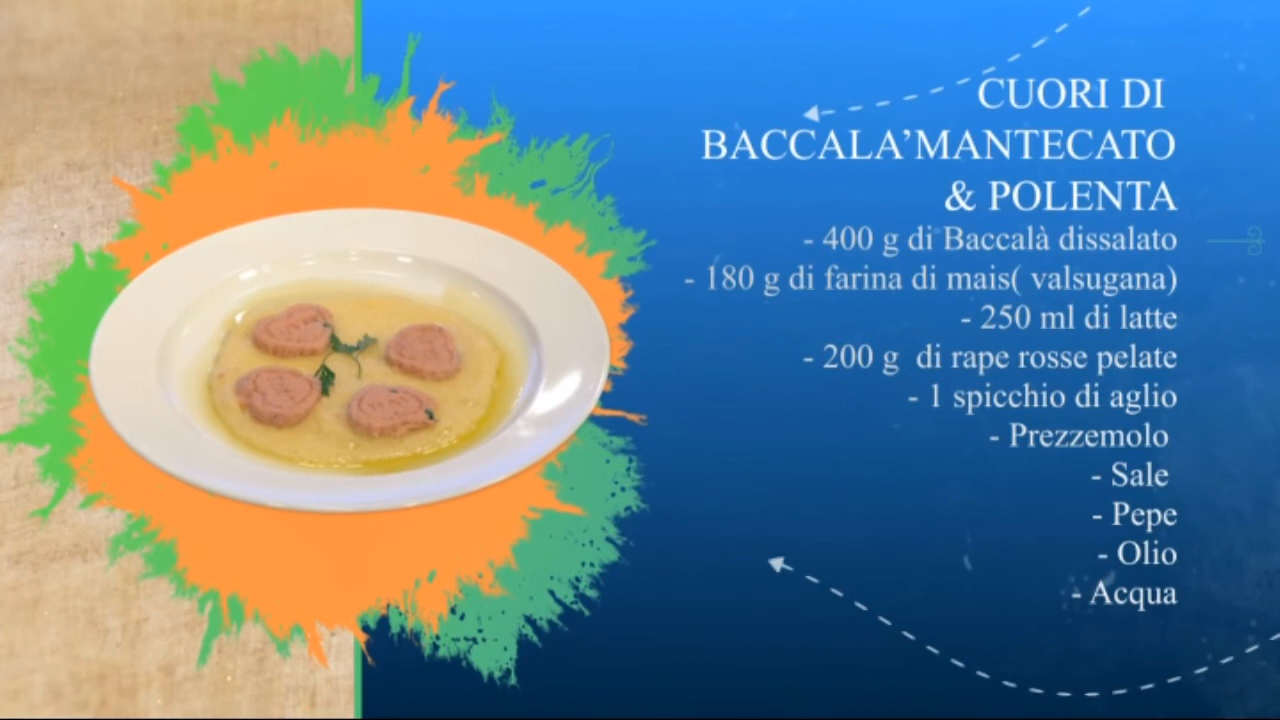 CUORI DI
BACCALA’MANTECATO
& POLENTA
- 400 g di Baccalà dissalato
- 180 g di farina di mais( valsugana)
- 250 ml di latte
- 200 g  di rape rosse pelate
- 1 spicchio di aglio
- Prezzemolo
- Sale
- Pepe
- Olio
- Acqua